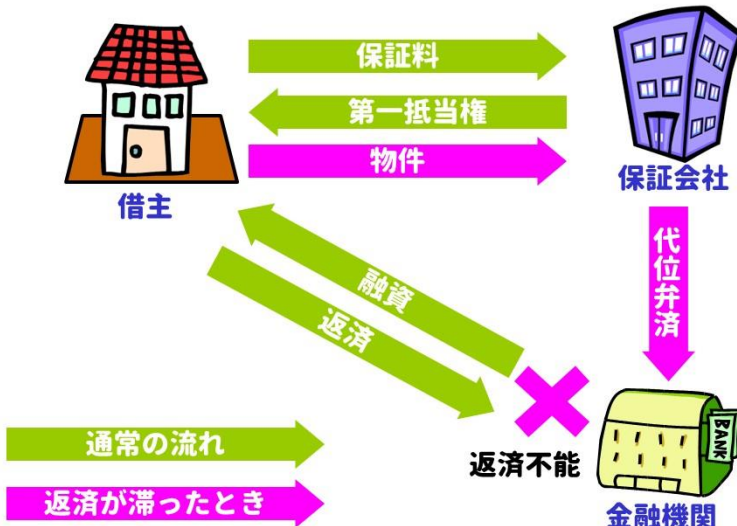 保証料
第一抵当権
物件
借主
保証会社
代位弁済
融資
返済
返済不能
BANK
金融機関
通常の流れ
返済が滞ったとき